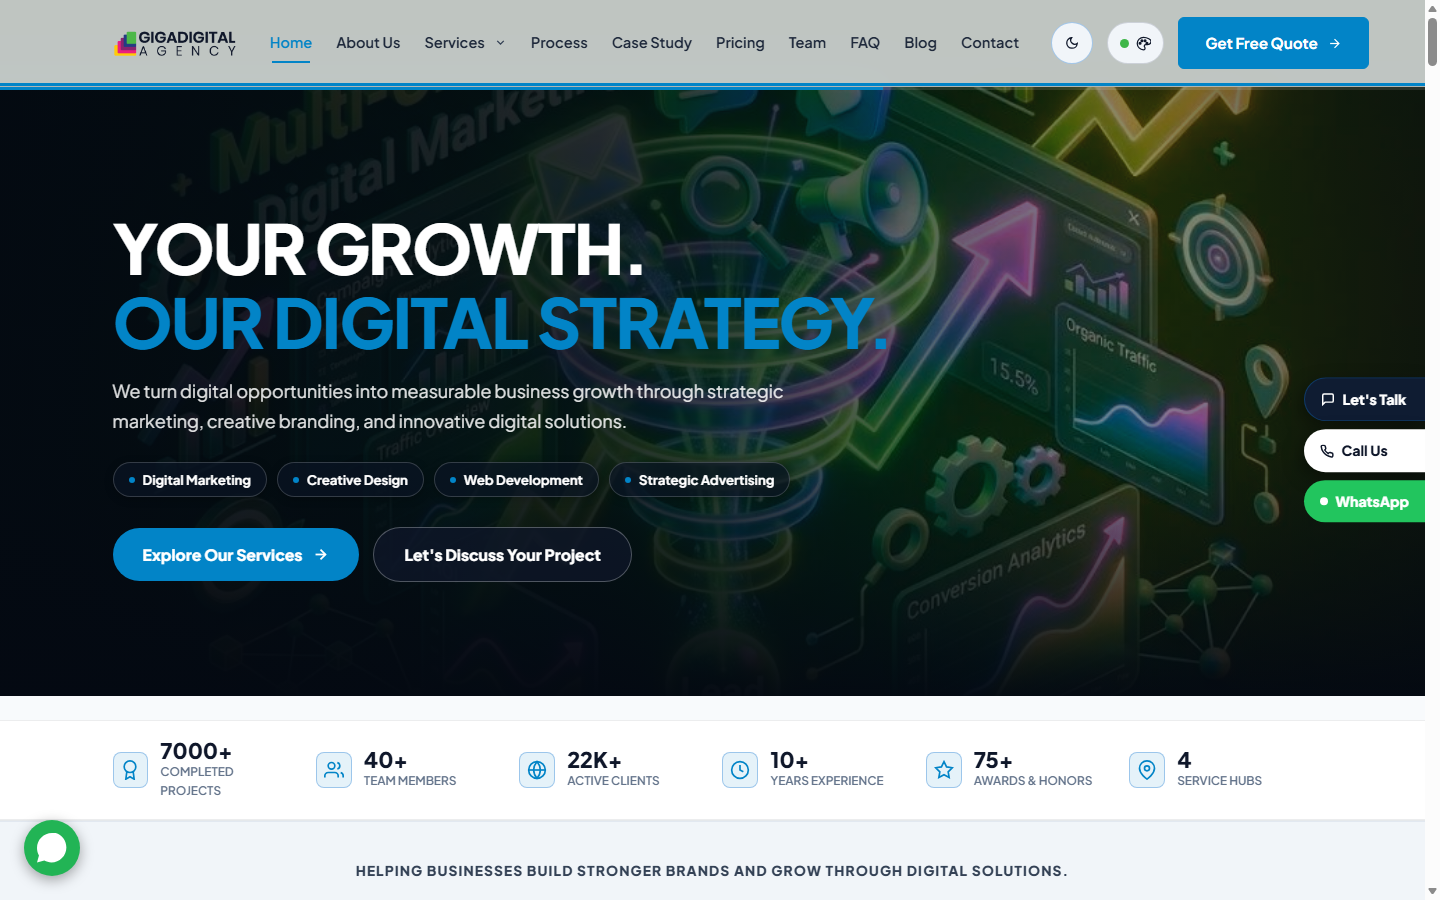 GIGADIGITAL
AGENCY
Home
About Us
Services
Process
Case Study
Pricing
Team
FAQ
Blog
Contact
Get Free Quote
Digital Marketing
YOUR GROWTH.
OUR DIGITAL STRATEGY.
We turn digital opportunities into measurable business growth through strategic
marketing, creative branding, and innovative digital solutions.
Digital Marketing
Creative Design
Web Development
Strategic Advertising
Explore Our Services
Let's Discuss Your Project
Organic Traffic
15.5%
Conversion Analytics
Let's Talk
Call Us
WhatsApp
7000+
COMPLETED
PROJECTS
40+
TEAM MEMBERS
22K+
ACTIVE CLIENTS
10+
YEARS EXPERIENCE
75+
AWARDS & HONORS
4
SERVICE HUBS
HELPING BUSINESSES BUILD STRONGER BRANDS AND GROW THROUGH DIGITAL SOLUTIONS.